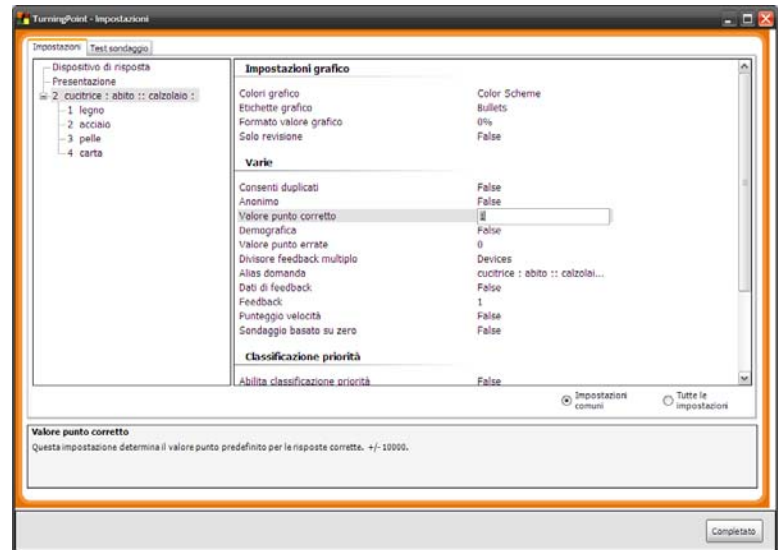 TurningPoint - Impostazioni
Impostazioni Test sondaggio
Dispositivo di risposta
Presentazione
2 cucitrice : abito :: calzolaio :
1 legno
2 acciaio
3 pelle
4 carta
Impostazioni grafico
Colori grafico Color Scheme
Etichette grafico Bullets
Formato valore grafico 0%
Solo revisione False
Varie
Consenti duplicati False
Anonimo False
Valore punto corretto 1
Demografica False
Valore punto errate 0
Divisore feedback multiplo Devices
Alias domanda cucitrice : abito :: calzolai...
Dati di feedback False
Feedback 1
Punteggio velocità False
Sondaggio basato su zero False
Classificazione priorità
Abilita classificazione priorità False
Impostazioni comuni
Tutte le impostazioni
Valore punto corretto
Questa impostazione determina il valore punto predefinito per le risposte corrette. +/- 10000.
Completato